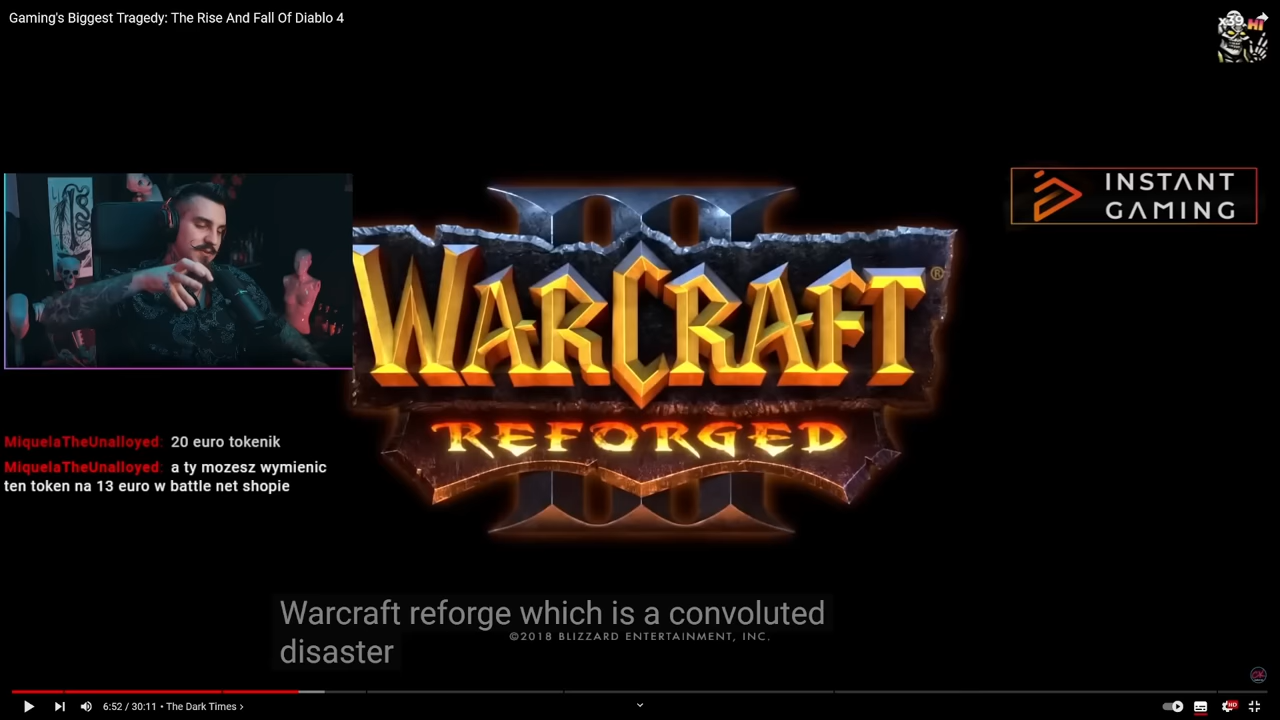 Gaming's Biggest Tragedy: The Rise And Fall Of Diablo 4
x39 HI
INSTANT
GAMING
WARCRAFT®
REFORGED
MiquelaTheUnalloyed: 20 euro tokenik
MiquelaTheUnalloyed: a ty mozesz wymienic
ten token na 13 euro w battle net shopie
Warcraft reforge which is a convoluted
disaster
©2018 BLIZZARD ENTERTAINMENT, INC.
6:52 / 30:11 • The Dark Times ›
HD